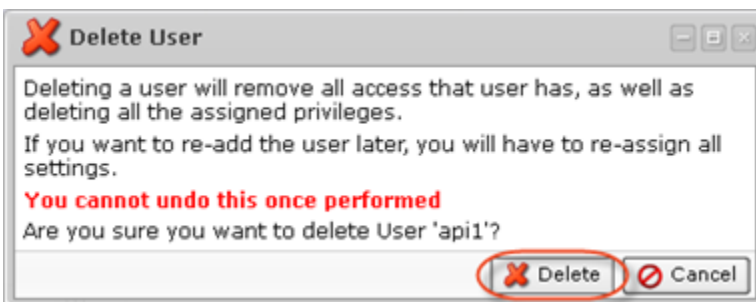 Delete User
Deleting a user will remove all access that user has, as well as
deleting all the assigned privileges.
If you want to re-add the user later, you will have to re-assign all
settings.
You cannot undo this once performed
Are you sure you want to delete User 'api1'?
Delete Cancel